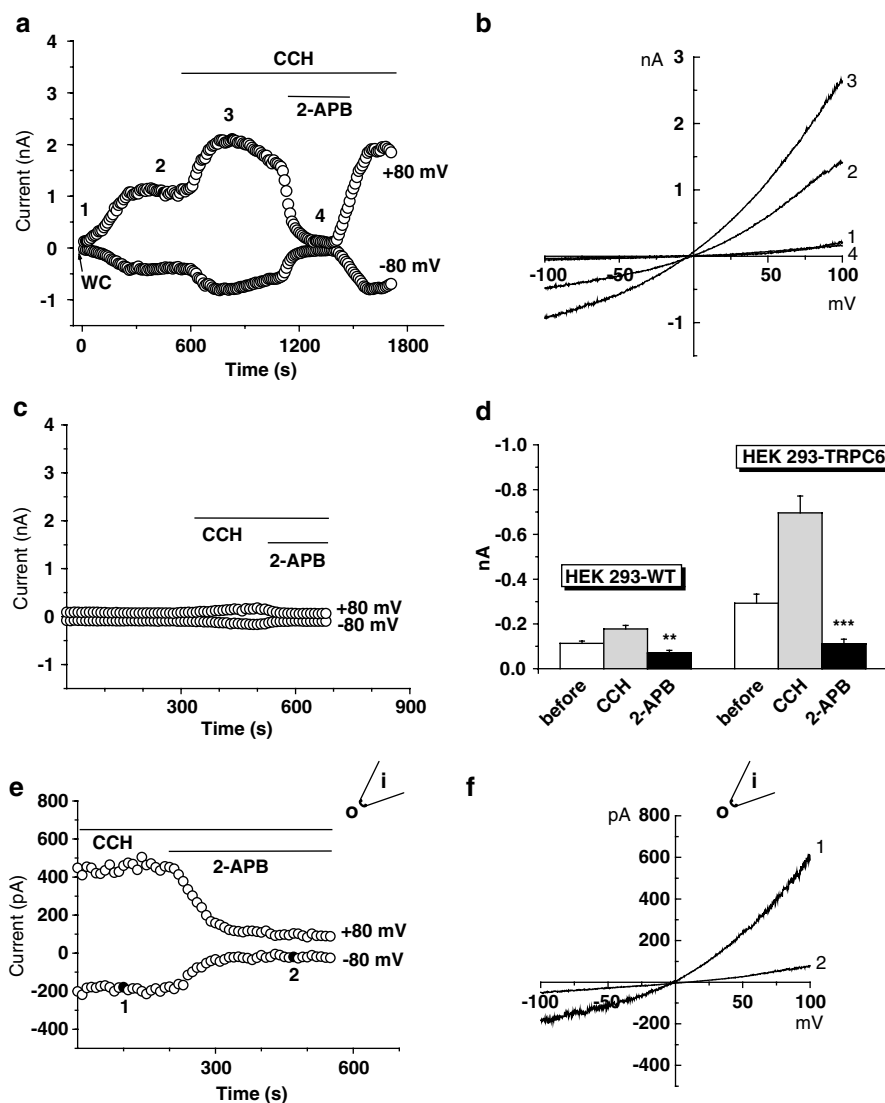 a
4
3
2
1
0
-1
Current (nA)
CCH
2-APB
1
2
3
4
WC
+80 mV
-80 mV
0
600
1200
1800
Time (s)
b
nA
3
2
1
-1
-100
-50
50
100
mV
3
2
1
4
c
4
3
2
1
0
-1
Current (nA)
CCH
2-APB
+80 mV
-80 mV
300
600
900
Time (s)
d
-1.0
-0.8
-0.6
-0.4
-0.2
0.0
nA
HEK 293-WT
HEK 293-TRPC6
**
***
before
CCH
2-APB
before
CCH
2-APB
e
800
600
400
200
0
-200
-400
Current (pA)
i
o
CCH
2-APB
+80 mV
-80 mV
1
2
300
600
Time (s)
f
i
o
pA
800
600
400
200
-200
-400
-100
-50
50
100
mV
1
2